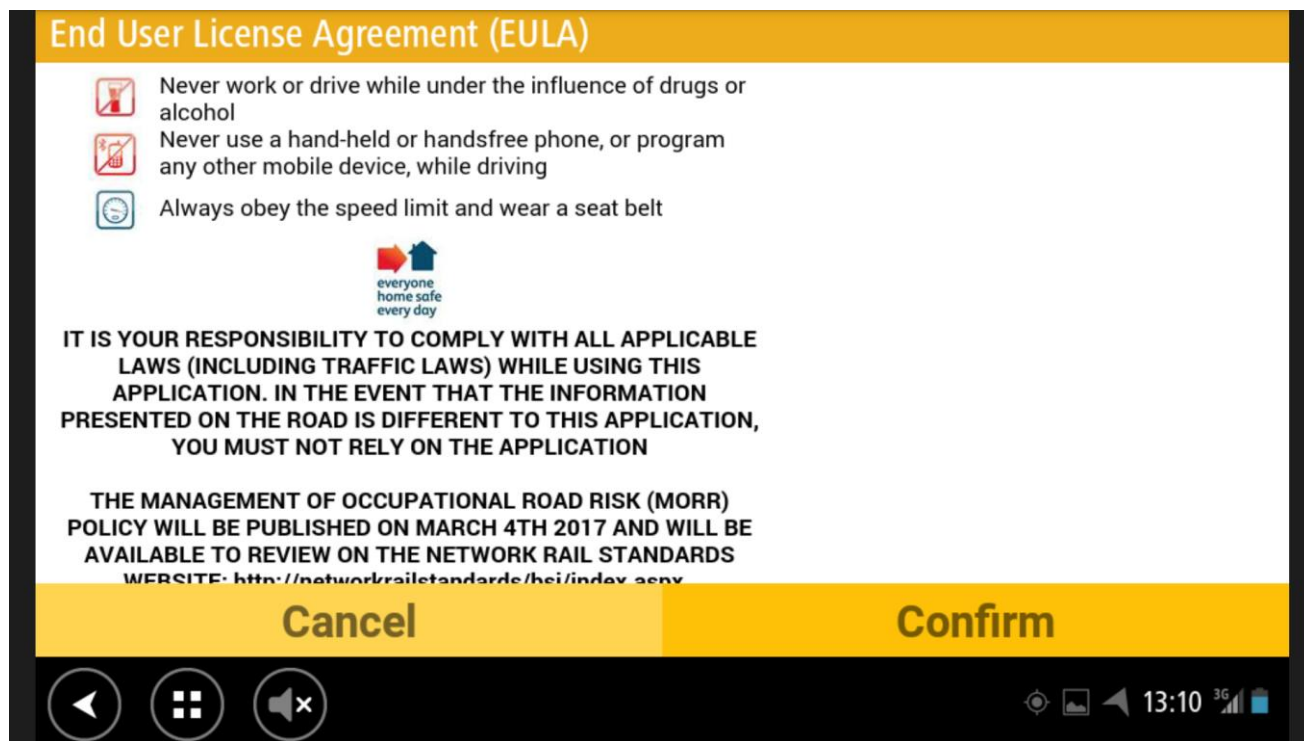 End User License Agreement (EULA)
Never work or drive while under the influence of drugs or
alcohol
Never use a hand-held or handsfree phone, or program
any other mobile device, while driving
Always obey the speed limit and wear a seat belt
everyone
home safe
every day
IT IS YOUR RESPONSIBILITY TO COMPLY WITH ALL APPLICABLE
LAWS (INCLUDING TRAFFIC LAWS) WHILE USING THIS
APPLICATION. IN THE EVENT THAT THE INFORMATION
PRESENTED ON THE ROAD IS DIFFERENT TO THIS APPLICATION,
YOU MUST NOT RELY ON THE APPLICATION
THE MANAGEMENT OF OCCUPATIONAL ROAD RISK (MORR)
POLICY WILL BE PUBLISHED ON MARCH 4TH 2017 AND WILL BE
AVAILABLE TO REVIEW ON THE NETWORK RAIL STANDARDS
WEBSITE: http://networkrailstandards/bsi/index.aspx
Cancel
Confirm
13:10 3G